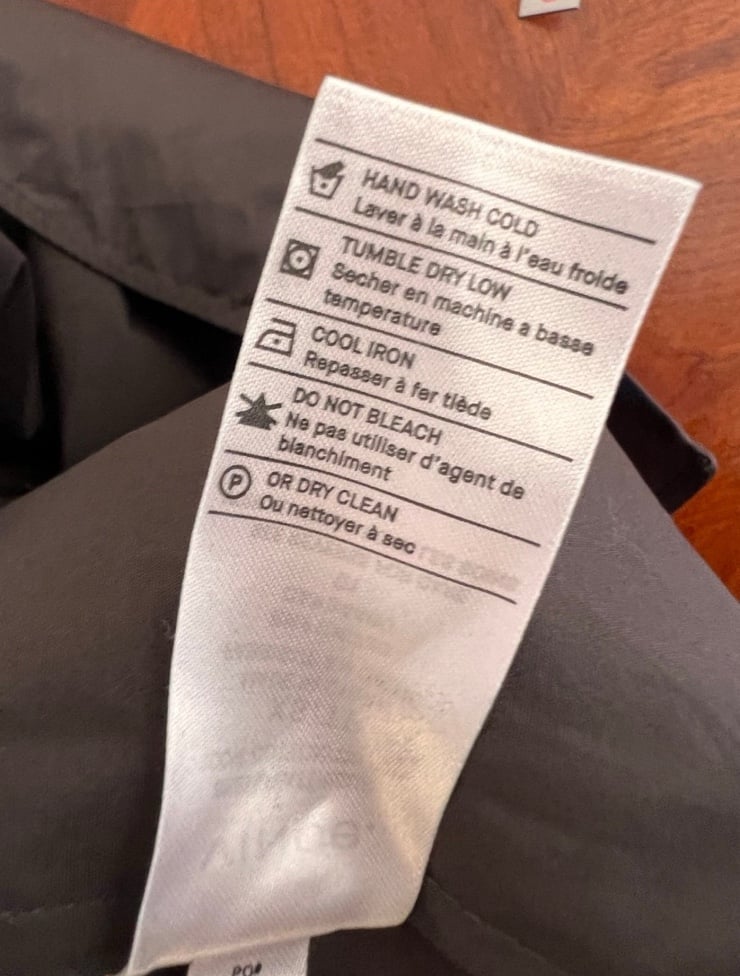 HAND WASH COLD
Laver à la main à l'eau froide
TUMBLE DRY LOW
Secher en machine a basse
temperature
COOL IRON
Repasser à fer tiède
DO NOT BLEACH
Ne pas utiliser d'agent de
blanchiment
P
OR DRY CLEAN
Ou nettoyer à sec